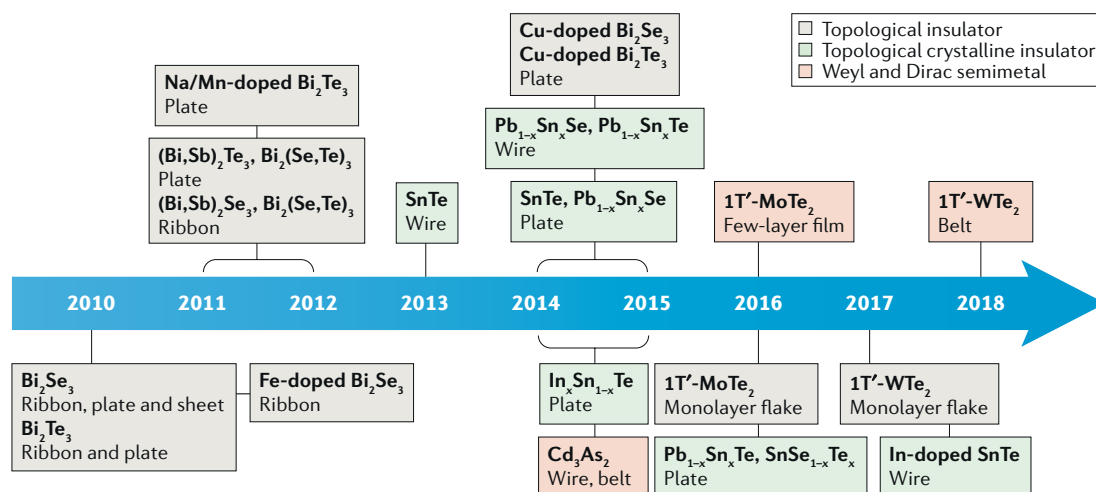 Topological insulator
Topological crystalline insulator
Weyl and Dirac semimetal
Na/Mn-doped Bi₂Te₃
Plate
(Bi,Sb)₂Te₃, Bi₂(Se,Te)₃
Plate
(Bi,Sb)₂Se₃, Bi₂(Se,Te)₃
Ribbon
SnTe
Wire
Cu-doped Bi₂Se₃
Cu-doped Bi₂Te₃
Plate
Pb₁₋ₓSnₓSe, Pb₁₋ₓSnₓTe
Wire
SnTe, Pb₁₋ₓSnₓSe
Plate
1T′-MoTe₂
Few-layer film
1T′-WTe₂
Belt
2010 2011 2012 2013 2014 2015 2016 2017 2018
Bi₂Se₃
Ribbon, plate and sheet
Bi₂Te₃
Ribbon and plate
Fe-doped Bi₂Se₃
Ribbon
InₓSn₁₋ₓTe
Plate
Cd₃As₂
Wire, belt
1T′-MoTe₂
Monolayer flake
Pb₁₋ₓSnₓTe, SnSe₁₋ₓTeₓ
Plate
1T′-WTe₂
Monolayer flake
In-doped SnTe
Wire